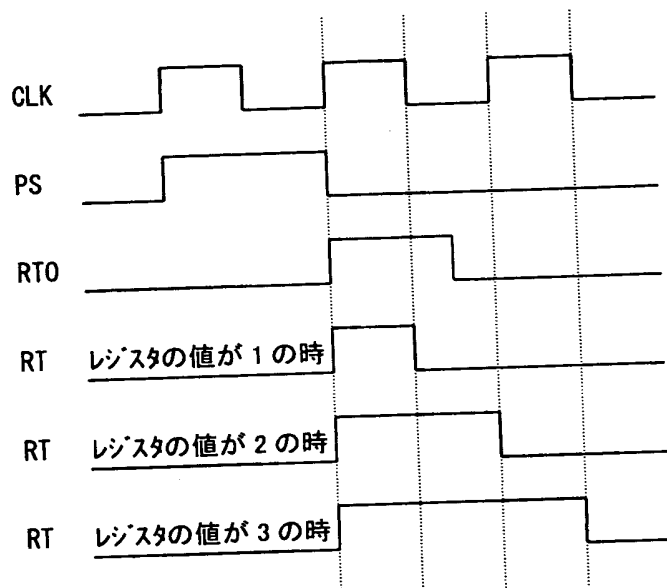 CLK
PS
RTO
RT レジスタの値が1の時
RT レジスタの値が2の時
RT レジスタの値が3の時